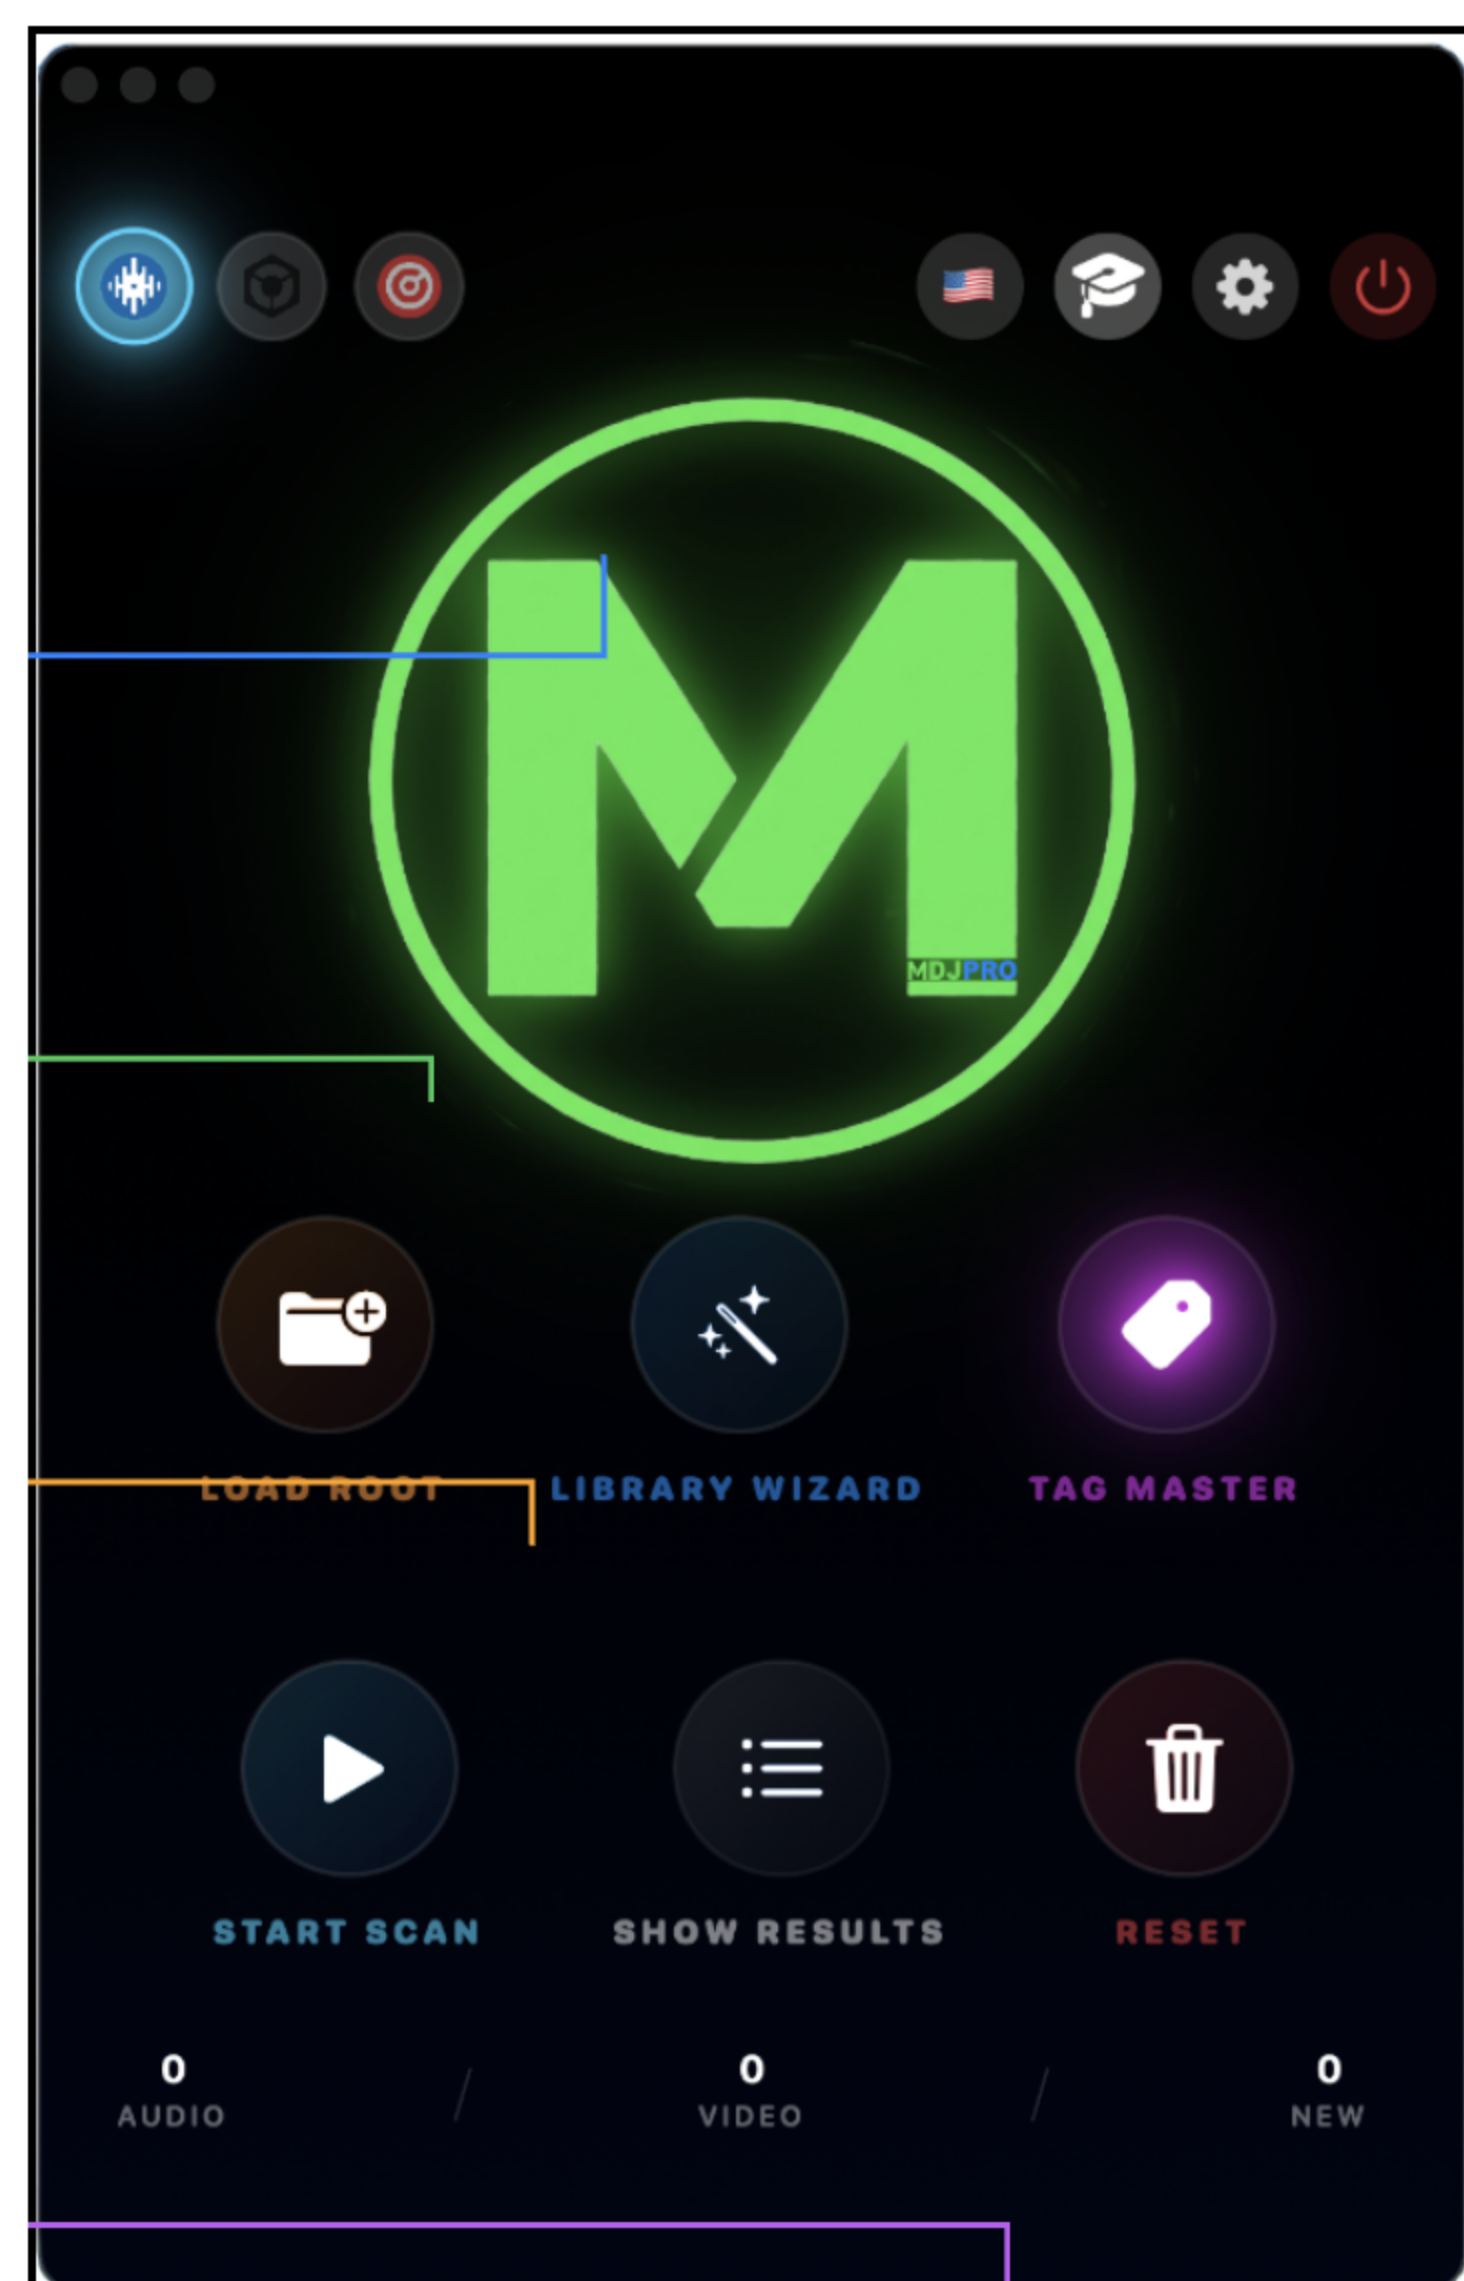 M
MDJPRO
LOAD ROOT
LIBRARY WIZARD
TAG MASTER
START SCAN
SHOW RESULTS
RESET
0
AUDIO
0
VIDEO
0
NEW